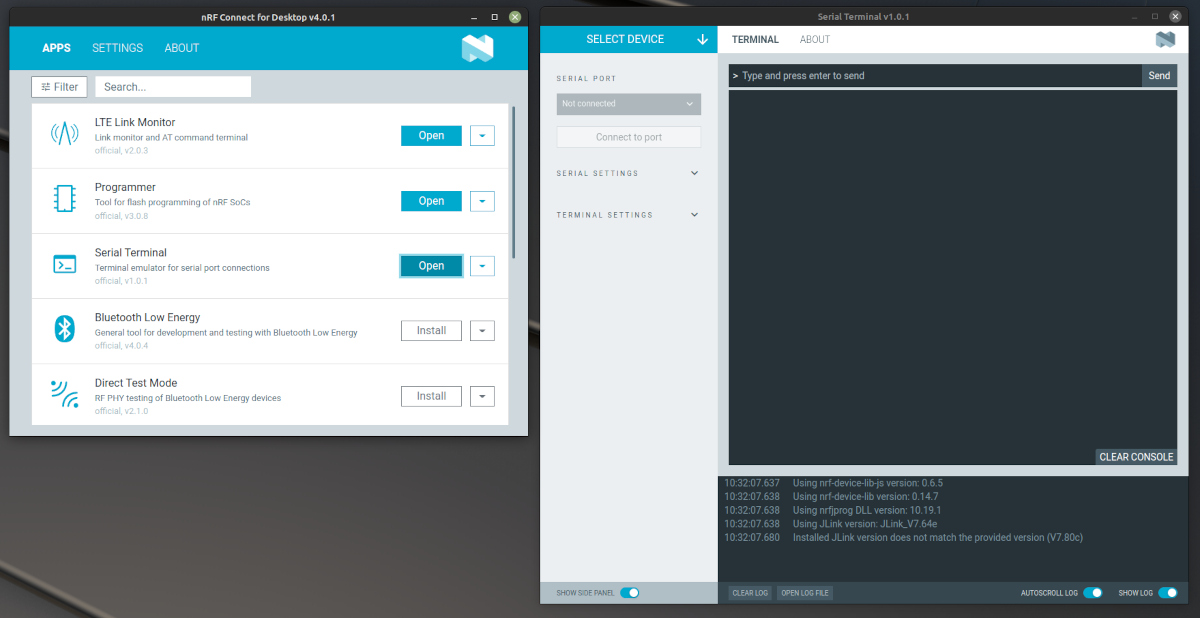 nRF Connect for Desktop v4.0.1
APPS SETTINGS ABOUT
Filter Search...
LTE Link Monitor
Link monitor and AT command terminal
official, v2.0.3
Open
Programmer
Tool for flash programming of nRF SoCs
official, v3.0.8
Open
Serial Terminal
Terminal emulator for serial port connections
official, v1.0.1
Open
Bluetooth Low Energy
General tool for development and testing with Bluetooth Low Energy
official, v4.0.4
Install
Direct Test Mode
RF PHY testing of Bluetooth Low Energy devices
official, v2.1.0
Install
Serial Terminal v1.0.1
SELECT DEVICE
TERMINAL ABOUT
SERIAL PORT
Not connected
Connect to port
SERIAL SETTINGS
TERMINAL SETTINGS
SHOW SIDE PANEL
> Type and press enter to send
Send
CLEAR CONSOLE
10:32:07.637 Using nrf-device-lib-js version: 0.6.5
10:32:07.638 Using nrf-device-lib version: 0.14.7
10:32:07.638 Using nrfjprog DLL version: 10.19.1
10:32:07.638 Using JLink version: JLink_V7.64e
10:32:07.680 Installed JLink version does not match the provided version (V7.80c)
CLEAR LOG OPEN LOG FILE AUTOSCROLL LOG SHOW LOG